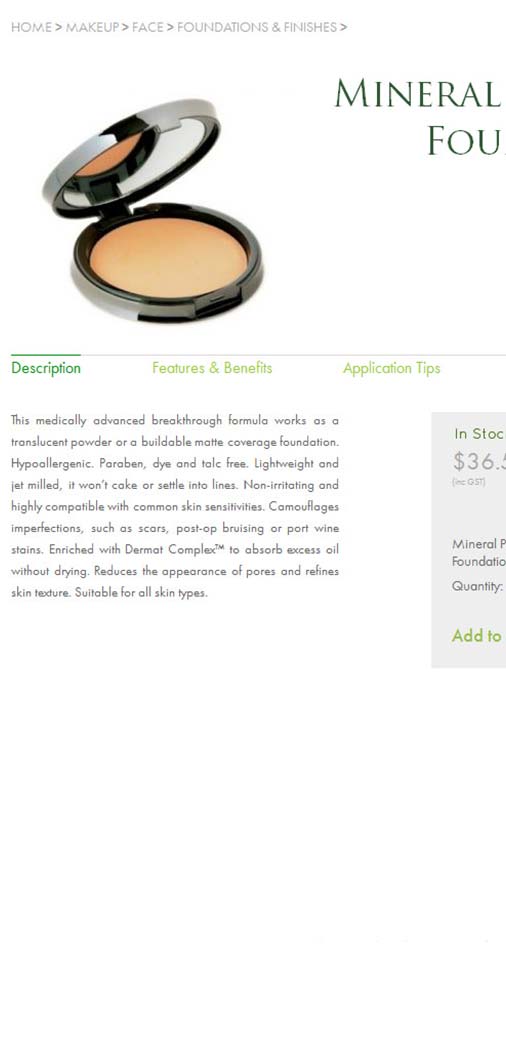 HOME > MAKEUP > FACE > FOUNDATIONS & FINISHES >
MINERAL
FOU
Description
Features & Benefits
Application Tips
This medically advanced breakthrough formula works as a
translucent powder or a buildable matte coverage foundation.
Hypoallergenic. Paraben, dye and talc free. Lightweight and
jet milled, it won't cake or settle into lines. Non-irritating and
highly compatible with common skin sensitivities. Camouflages
imperfections, such as scars, post-op bruising or port wine
stains. Enriched with Dermat Complex™ to absorb excess oil
without drying. Reduces the appearance of pores and refines
skin texture. Suitable for all skin types.
In Stoc
$36.5
(inc GST)
Mineral P
Foundatio
Quantity:
Add to